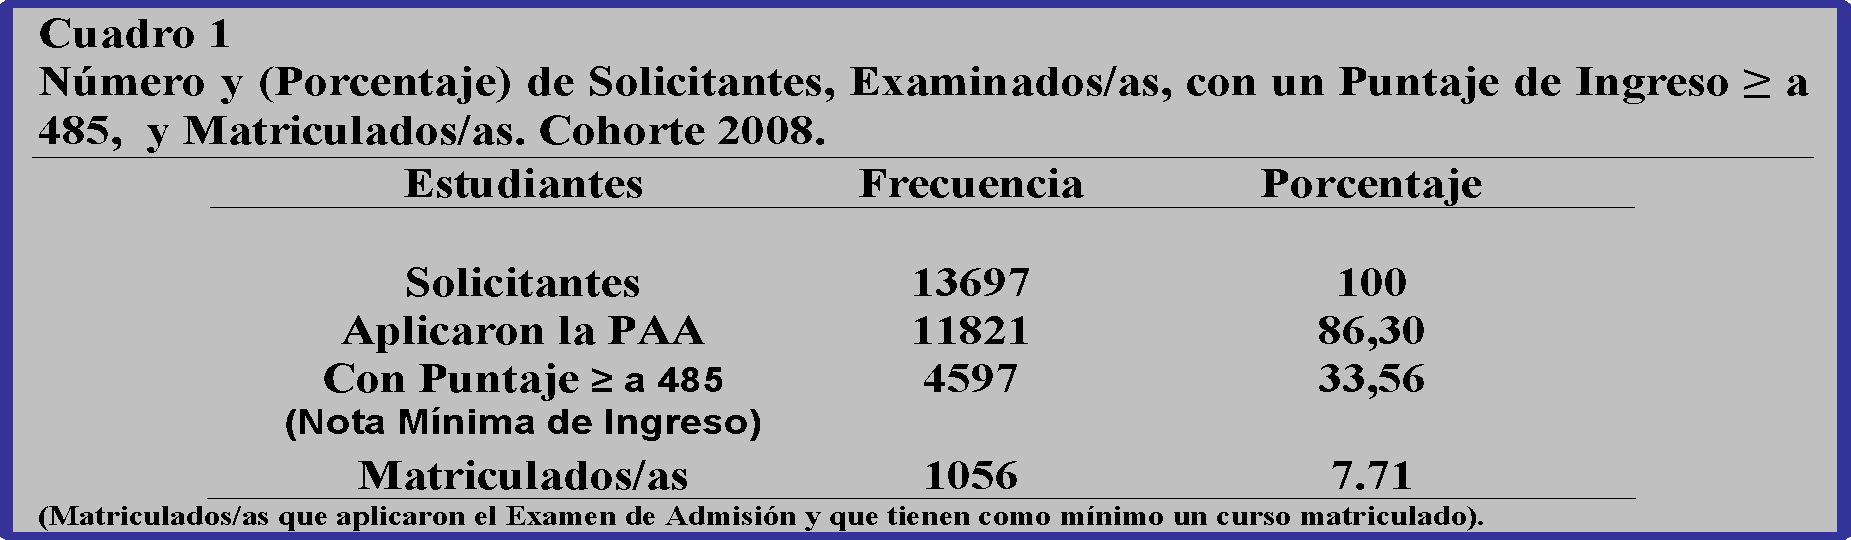 Cuadro 1
Número y (Porcentaje) de Solicitantes, Examinados/as, con un Puntaje de Ingreso ≥ a
485,  y Matriculados/as. Cohorte 2008.
Estudiantes Frecuencia Porcentaje
Solicitantes 13697 100
Aplicaron la PAA 11821 86,30
Con Puntaje ≥ a 485 4597 33,56
(Nota Mínima de Ingreso)
Matriculados/as 1056 7.71
(Matriculados/as que aplicaron el Examen de Admisión y que tienen como mínimo un curso matriculado).